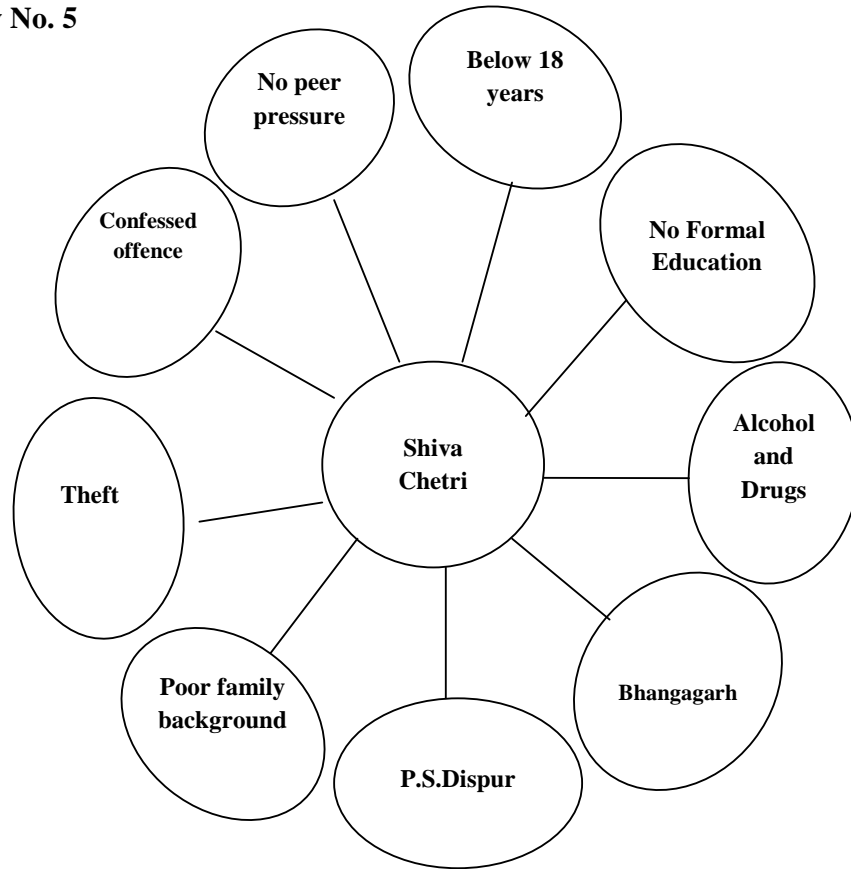 No. 5
No peer
pressure
Below 18
years
Confessed
offence
No Formal
Education
Shiva
Chetri
Alcohol
and
Drugs
Theft
Poor family
background
Bhangagarh
P.S.Dispur